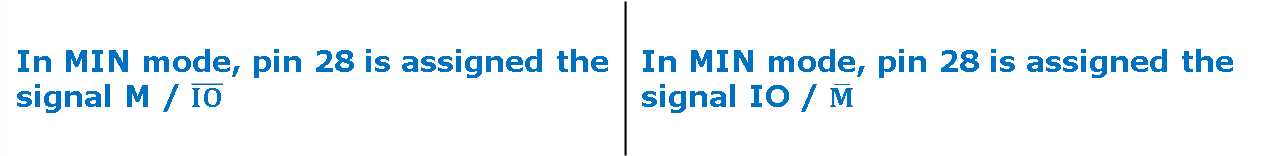 In MIN mode, pin 28 is assigned the
signal M / I̅O̅
In MIN mode, pin 28 is assigned the
signal IO / M̅